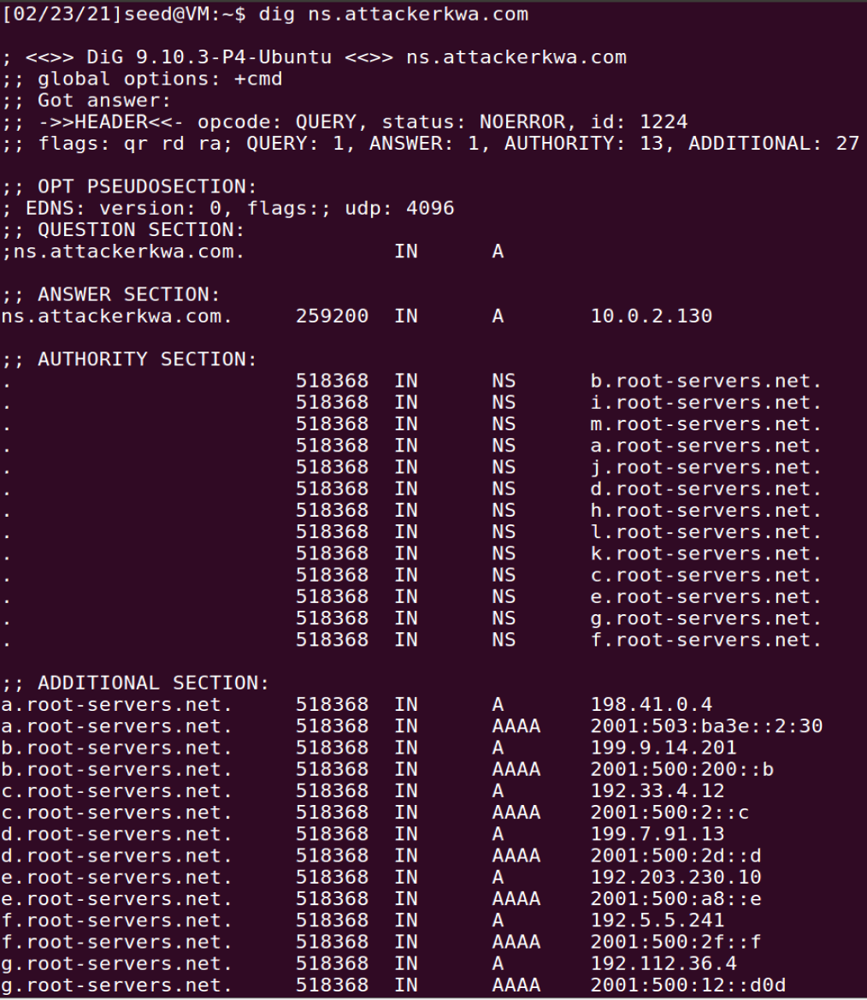 [02/23/21]seed@VM:~$ dig ns.attackerkwa.com
; <<>> DiG 9.10.3-P4-Ubuntu <<>> ns.attackerkwa.com
;; global options: +cmd
;; Got answer:
;; ->>HEADER<<- opcode: QUERY, status: NOERROR, id: 1224
;; flags: qr rd ra; QUERY: 1, ANSWER: 1, AUTHORITY: 13, ADDITIONAL: 27
;; OPT PSEUDOSECTION:
; EDNS: version: 0, flags:; udp: 4096
;; QUESTION SECTION:
;ns.attackerkwa.com. IN A
;; ANSWER SECTION:
ns.attackerkwa.com. 259200 IN A 10.0.2.130
;; AUTHORITY SECTION:
. 518368 IN NS b.root-servers.net.
. 518368 IN NS i.root-servers.net.
. 518368 IN NS m.root-servers.net.
. 518368 IN NS a.root-servers.net.
. 518368 IN NS j.root-servers.net.
. 518368 IN NS d.root-servers.net.
. 518368 IN NS h.root-servers.net.
. 518368 IN NS l.root-servers.net.
. 518368 IN NS k.root-servers.net.
. 518368 IN NS c.root-servers.net.
. 518368 IN NS e.root-servers.net.
. 518368 IN NS g.root-servers.net.
. 518368 IN NS f.root-servers.net.
;; ADDITIONAL SECTION:
a.root-servers.net. 518368 IN A 198.41.0.4
a.root-servers.net. 518368 IN AAAA 2001:503:ba3e::2:30
b.root-servers.net. 518368 IN A 199.9.14.201
b.root-servers.net. 518368 IN AAAA 2001:500:200::b
c.root-servers.net. 518368 IN A 192.33.4.12
c.root-servers.net. 518368 IN AAAA 2001:500:2::c
d.root-servers.net. 518368 IN A 199.7.91.13
d.root-servers.net. 518368 IN AAAA 2001:500:2d::d
e.root-servers.net. 518368 IN A 192.203.230.10
e.root-servers.net. 518368 IN AAAA 2001:500:a8::e
f.root-servers.net. 518368 IN A 192.5.5.241
f.root-servers.net. 518368 IN AAAA 2001:500:2f::f
g.root-servers.net. 518368 IN A 192.112.36.4
g.root-servers.net. 518368 IN AAAA 2001:500:12::d0d